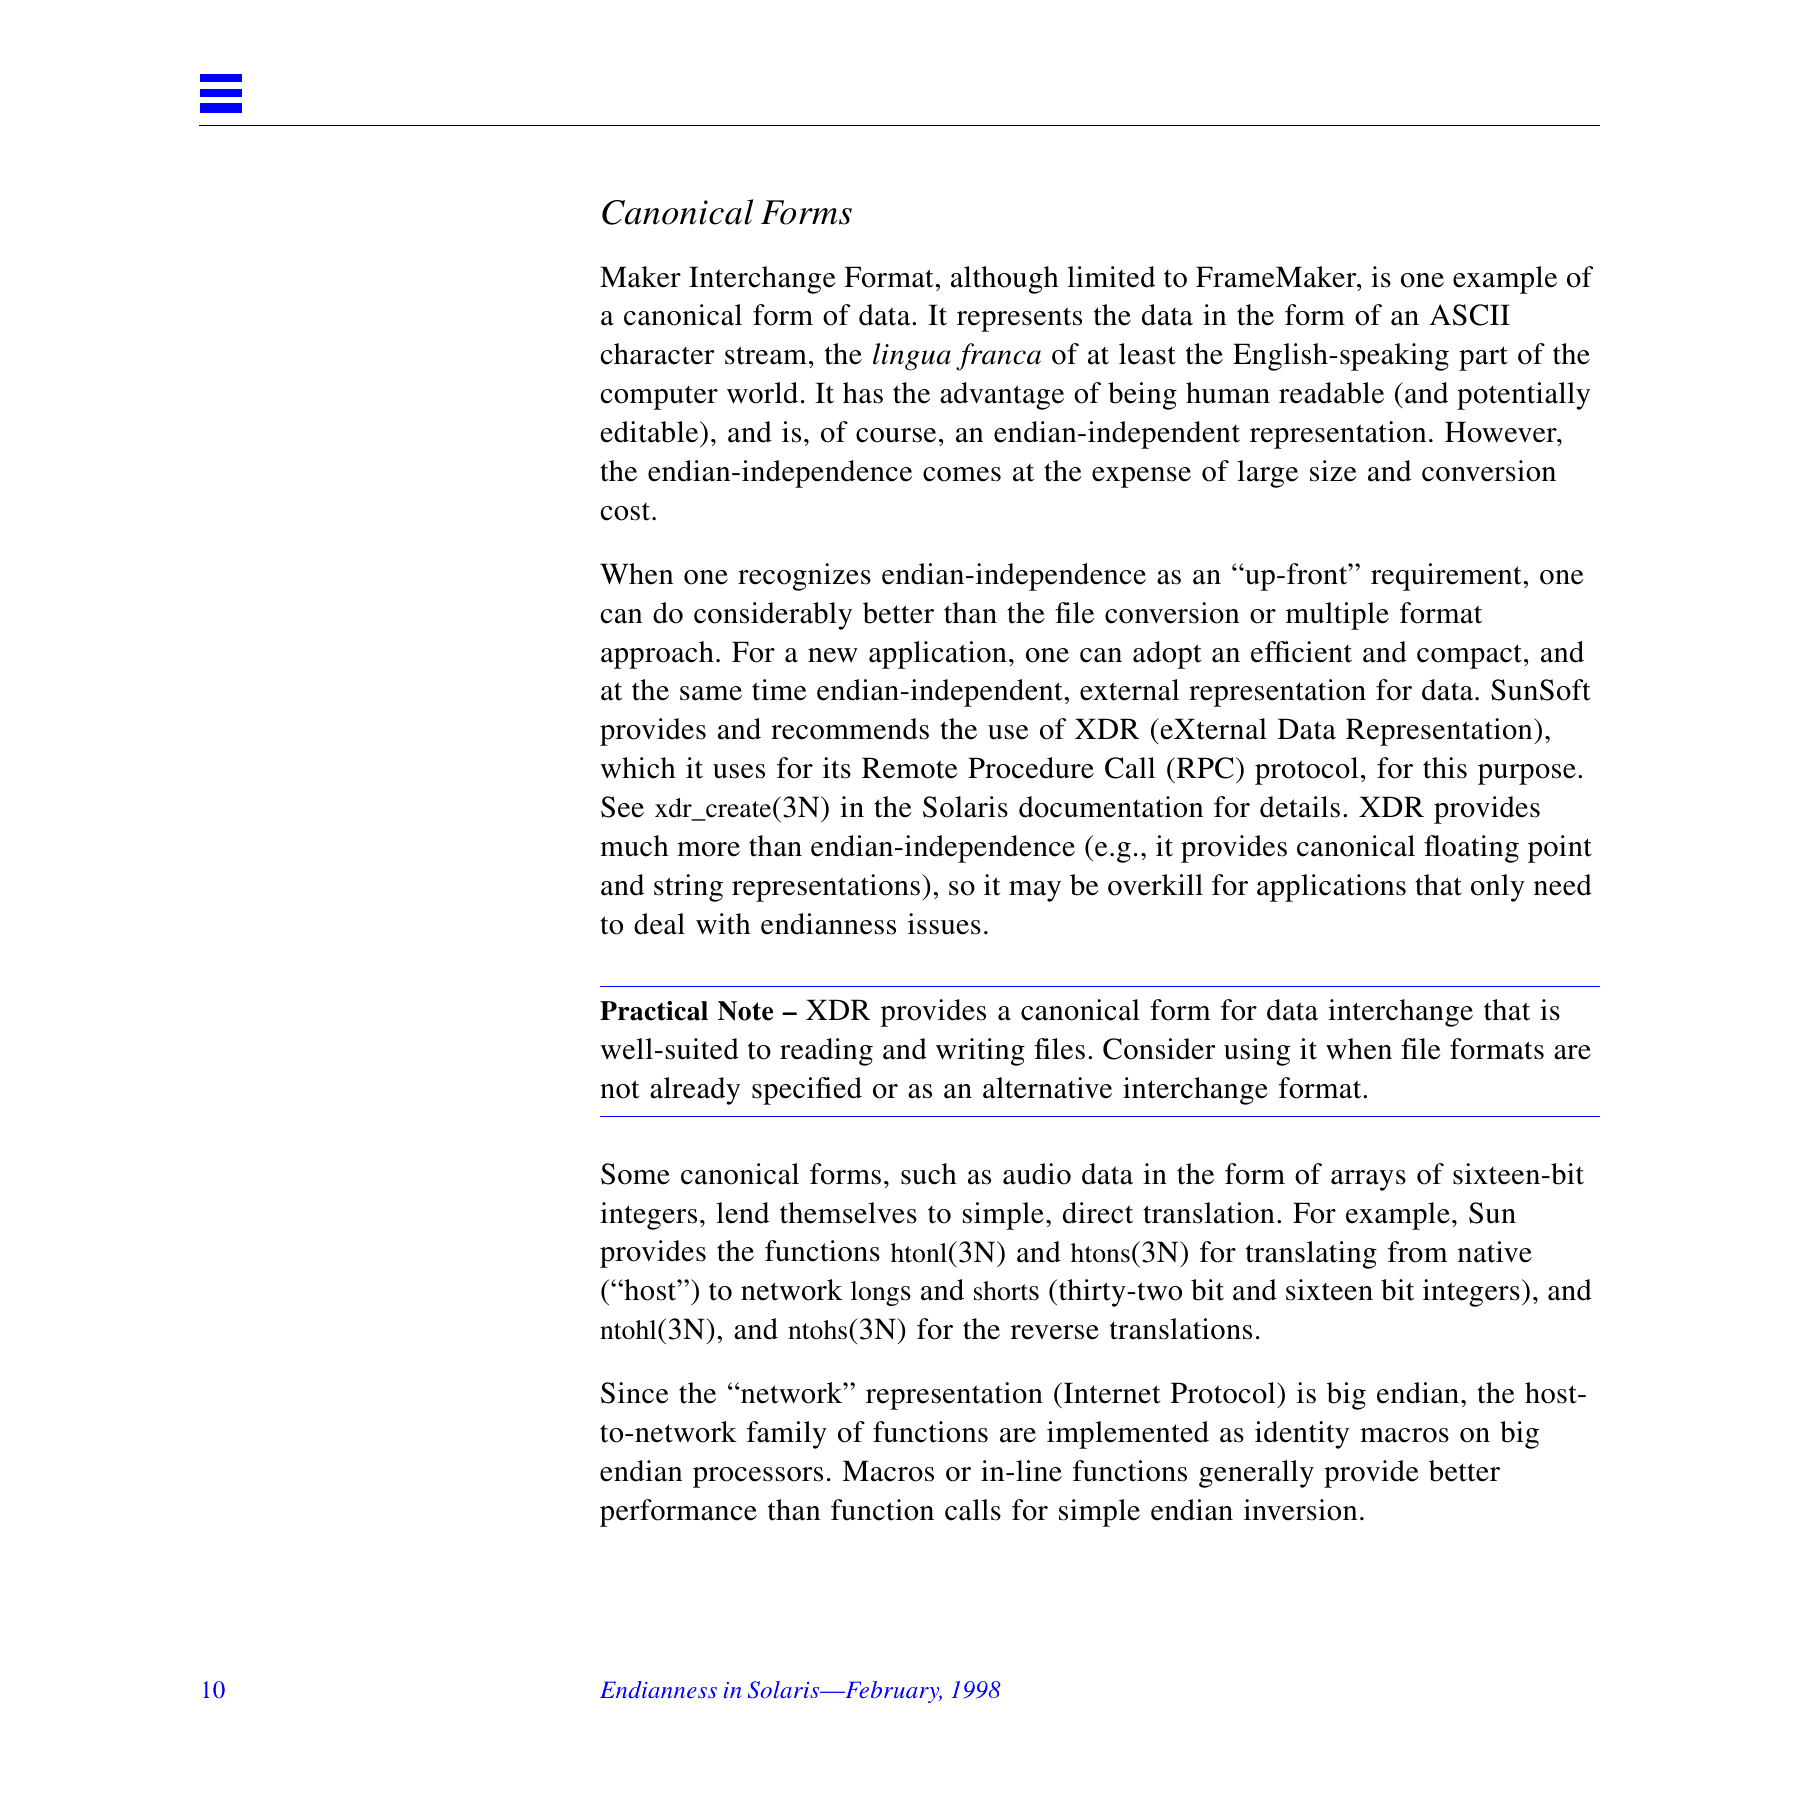 Canonical Forms
Maker Interchange Format, although limited to FrameMaker, is one example of
a canonical form of data. It represents the data in the form of an ASCII
character stream, the lingua franca of at least the English-speaking part of the
computer world. It has the advantage of being human readable (and potentially
editable), and is, of course, an endian-independent representation. However,
the endian-independence comes at the expense of large size and conversion
cost.
When one recognizes endian-independence as an “up-front” requirement, one
can do considerably better than the file conversion or multiple format
approach. For a new application, one can adopt an efficient and compact, and
at the same time endian-independent, external representation for data. SunSoft
provides and recommends the use of XDR (eXternal Data Representation),
which it uses for its Remote Procedure Call (RPC) protocol, for this purpose.
See xdr_create(3N) in the Solaris documentation for details. XDR provides
much more than endian-independence (e.g., it provides canonical floating point
and string representations), so it may be overkill for applications that only need
to deal with endianness issues.
Practical Note – XDR provides a canonical form for data interchange that is
well-suited to reading and writing files. Consider using it when file formats are
not already specified or as an alternative interchange format.
Some canonical forms, such as audio data in the form of arrays of sixteen-bit
integers, lend themselves to simple, direct translation. For example, Sun
provides the functions htonl(3N) and htons(3N) for translating from native
(“host”) to network longs and shorts (thirty-two bit and sixteen bit integers), and
ntohl(3N), and ntohs(3N) for the reverse translations.
Since the “network” representation (Internet Protocol) is big endian, the host-
to-network family of functions are implemented as identity macros on big
endian processors. Macros or in-line functions generally provide better
performance than function calls for simple endian inversion.
10 Endianness in Solaris—February, 1998